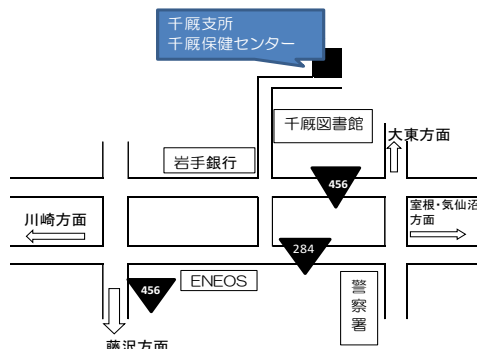 千厩支所
千厩保健センター
千厩図書館
大東方面
岩手銀行
456
川崎方面
室根・気仙沼
方面
284
456
ENEOS
警察署
藤沢方面